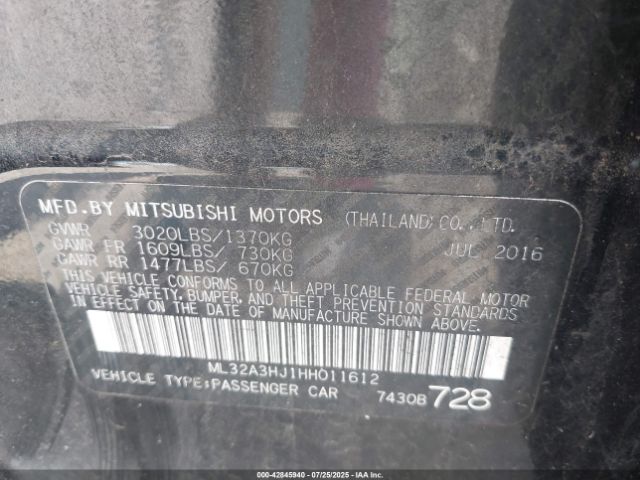 MFD.BY MITSUBISHI MOTORS (THAILAND)CO.,LTD.
GVWR 3020LBS/1370KG JUL 2016
GAWR FR 1609LBS/ 730KG
GAWR RR 1477LBS/ 670KG
THIS VEHICLE CONFORMS TO ALL APPLICABLE FEDERAL MOTOR
VEHICLE SAFETY, BUMPER, AND THEFT PREVENTION STANDARDS
IN EFFECT ON THE DATE OF MANUFACTURE SHOWN ABOVE.
ML32A3HJ1HH011612
VEHICLE TYPE:PASSENGER CAR 7430B 728
IAA - 42845940 - 07/25/2025 - IAAI.COM